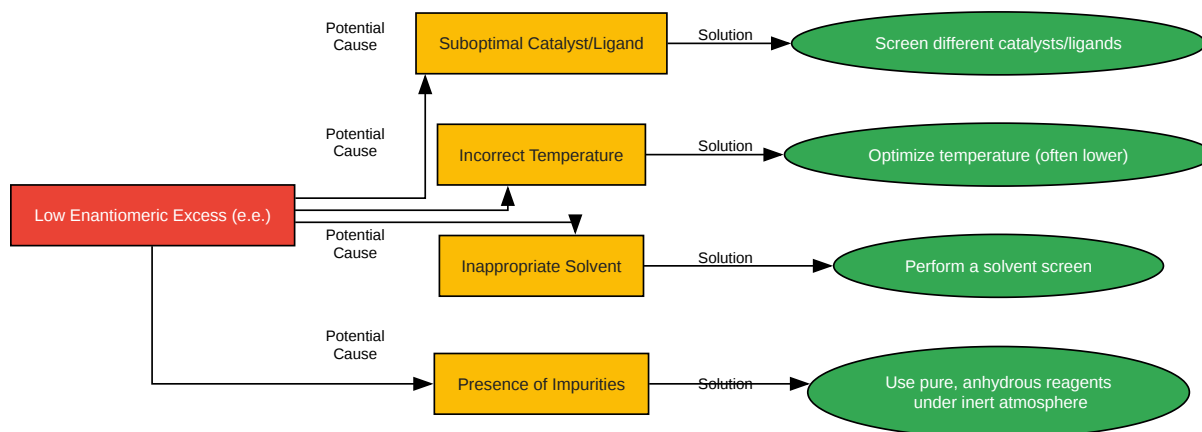 Potential
Cause
Suboptimal Catalyst/Ligand
Solution
Screen different catalysts/ligands
Potential
Cause
Incorrect Temperature
Solution
Optimize temperature (often lower)
Low Enantiomeric Excess (e.e.)
Potential
Cause
Inappropriate Solvent
Solution
Perform a solvent screen
Potential
Cause
Presence of Impurities
Solution
Use pure, anhydrous reagents
under inert atmosphere